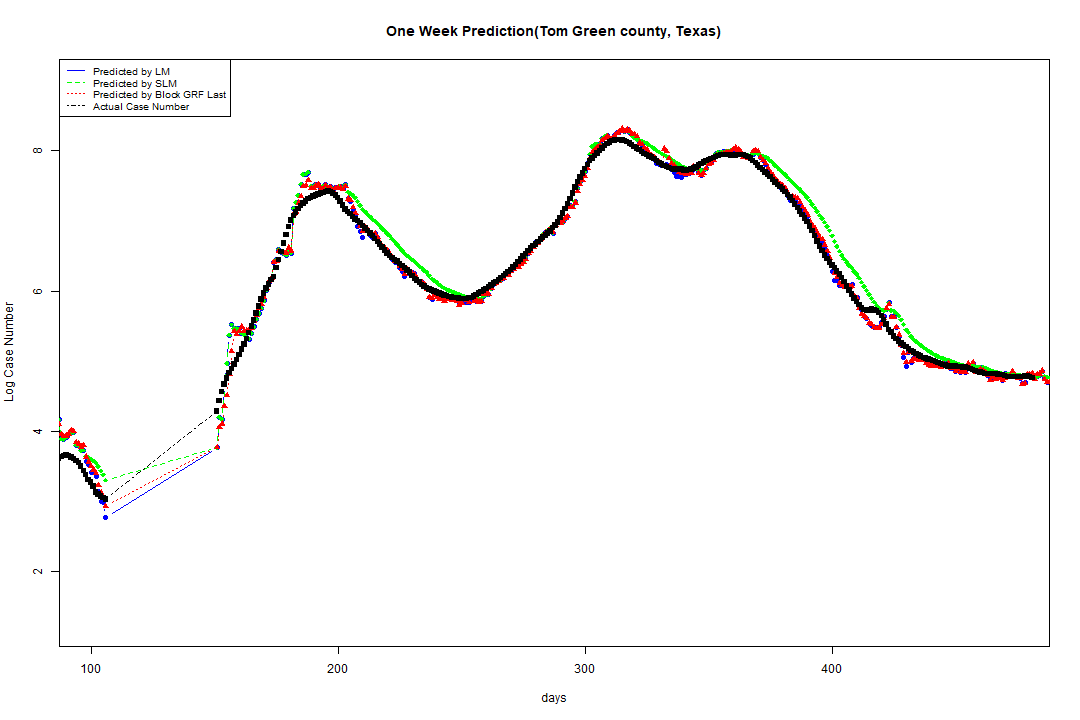 One Week Prediction(Tom Green county, Texas)
Predicted by LM
Predicted by SLM
Predicted by Block GRF Last
Actual Case Number
8
6
4
2
Log Case Number
100 200 300 400
days